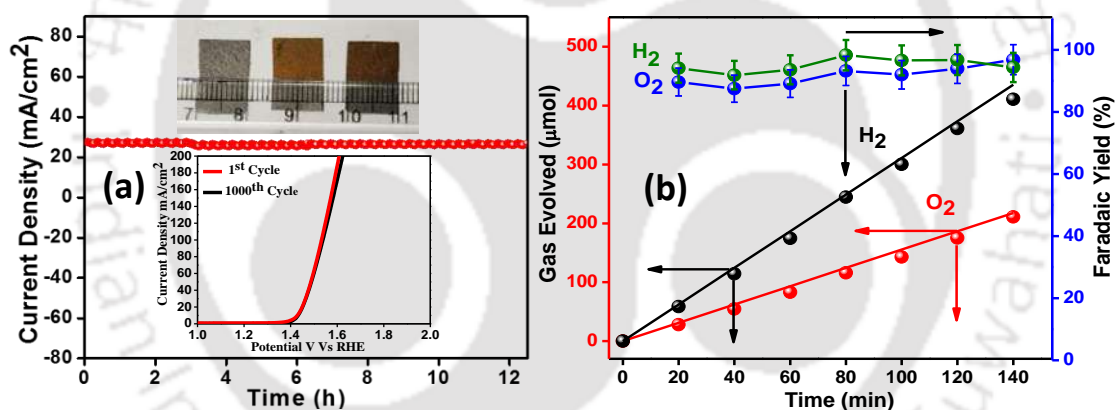 (a)
Current Density (mA/cm²)
80
60
40
20
0
-20
-40
-60
-80
0 2 4 6 8 10 12
Time (h)
7 8 9 10 11
Current Density mA/cm²
200
180
160
140
120
100
80
60
40
20
0
1st Cycle
1000th Cycle
1.0 1.2 1.4 1.6 1.8 2.0
Potential V Vs RHE
(b)
Gas Evolved (μmol)
500
400
300
200
100
0
H₂
O₂
H₂
O₂
0 20 40 60 80 100 120 140
Time (min)
Faradaic Yield (%)
100
80
60
40
20
0
Indian In
uwahati